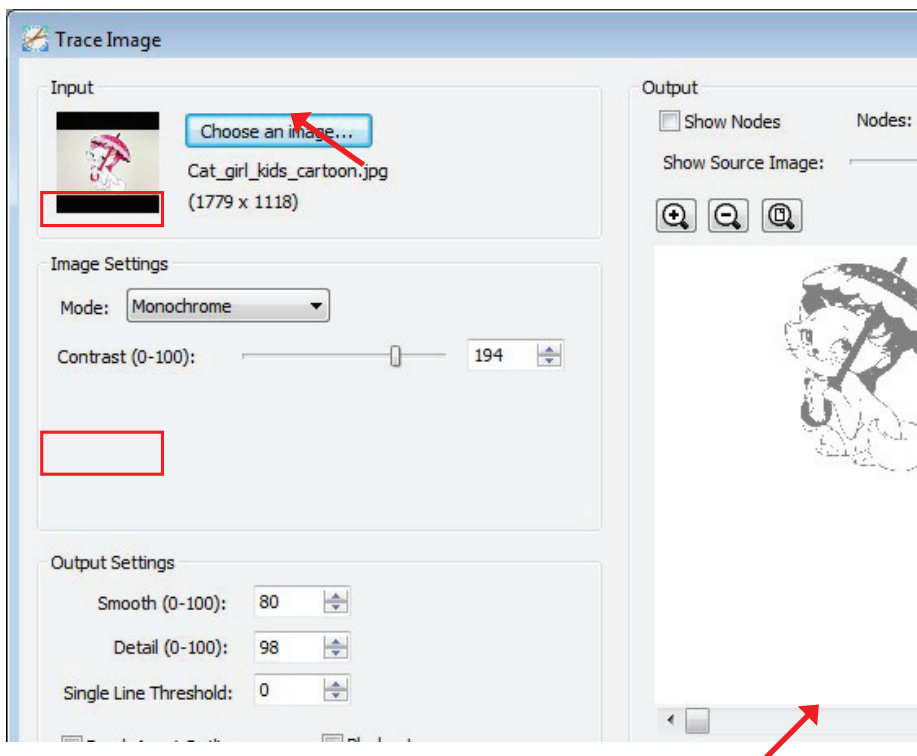 Trace Image
Input
Choose an image...
Cat_girl_kids_cartoon.jpg
(1779 x 1118)
Image Settings
Mode: Monochrome
Contrast (0-100): 194
Output Settings
Smooth (0-100): 80
Detail (0-100): 98
Single Line Threshold: 0
Output
Show Nodes Nodes:
Show Source Image: